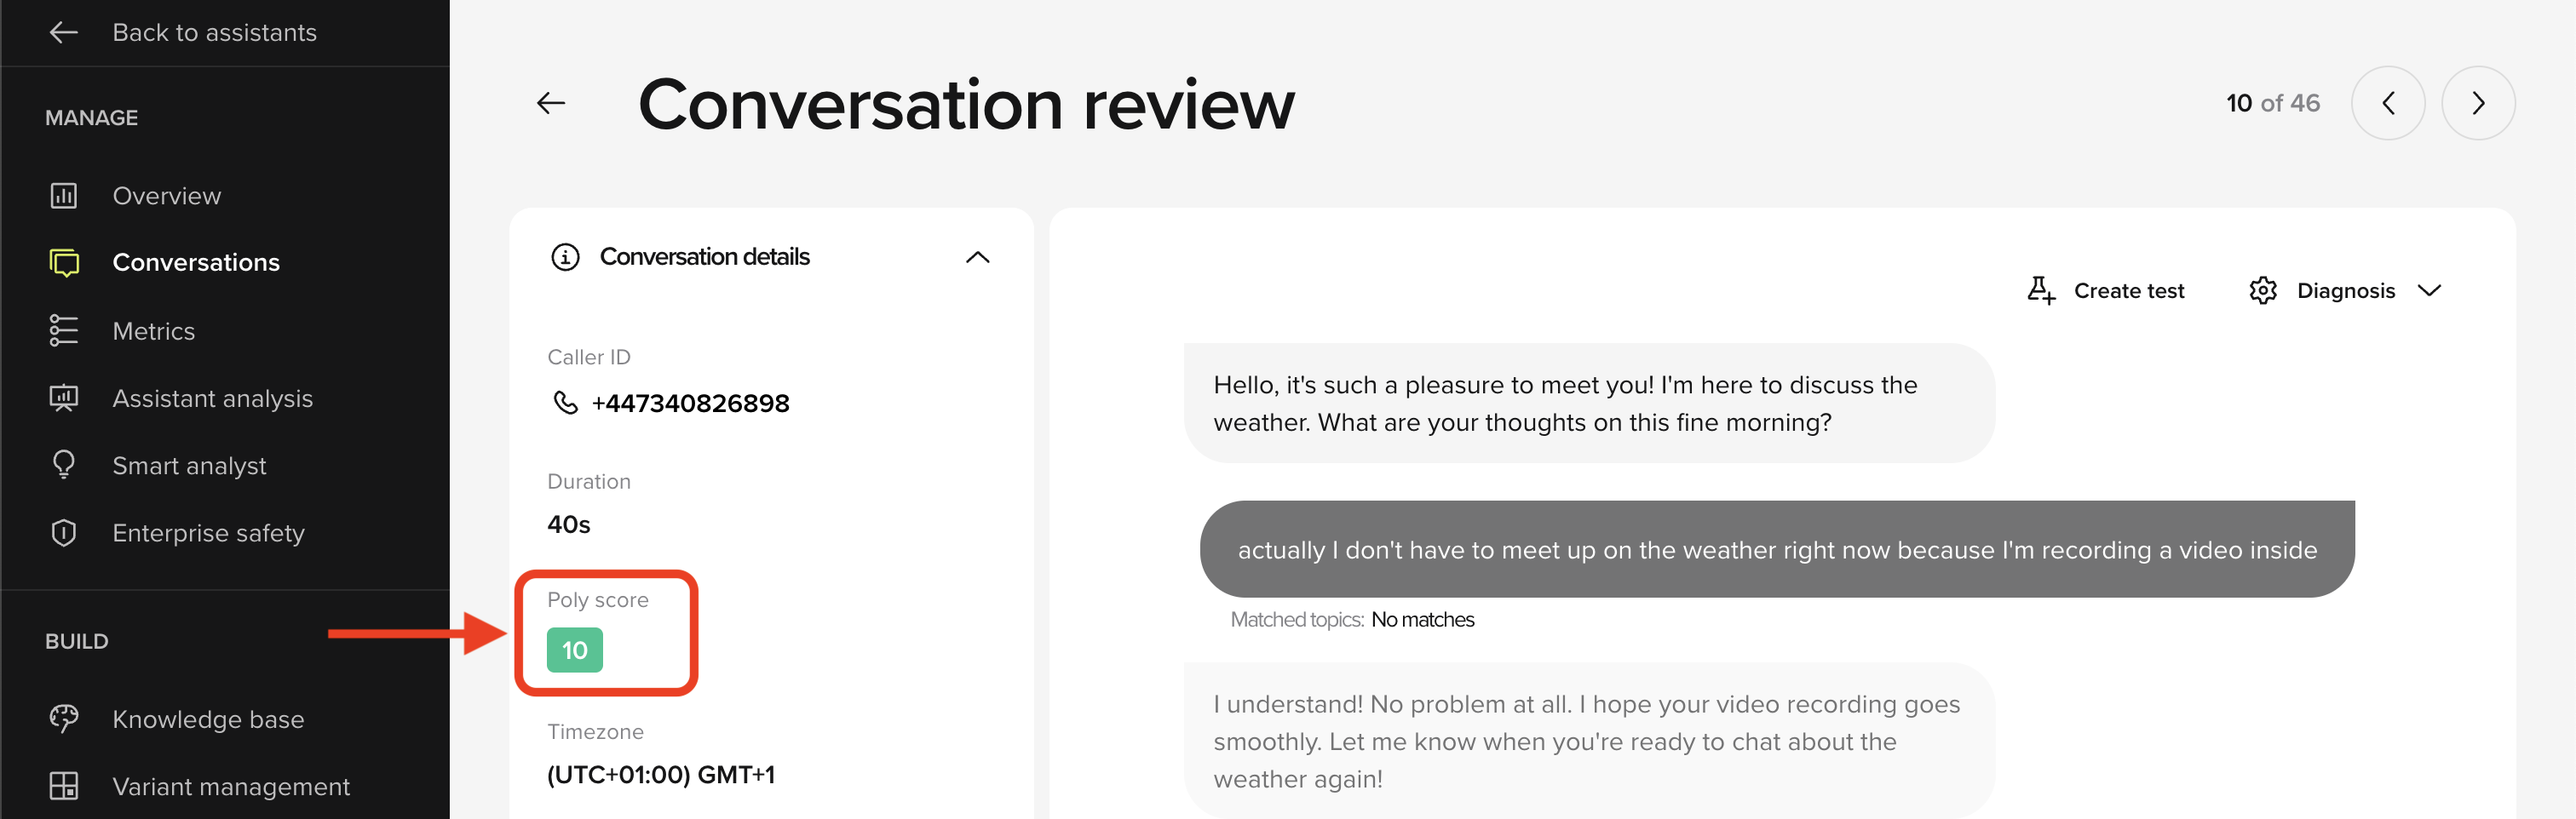 Back to assistants
MANAGE
Overview
Conversations
Metrics
Assistant analysis
Smart analyst
Enterprise safety
BUILD
Knowledge base
Variant management
Conversation review
10 of 46
Conversation details
Caller ID
+447340826898
Duration
40s
Poly score
10
Timezone
(UTC+01:00) GMT+1
Create test
Diagnosis
Hello, it's such a pleasure to meet you! I'm here to discuss the
weather. What are your thoughts on this fine morning?
actually I don't have to meet up on the weather right now because I'm recording a video inside
Matched topics: No matches
I understand! No problem at all. I hope your video recording goes
smoothly. Let me know when you're ready to chat about the
weather again!